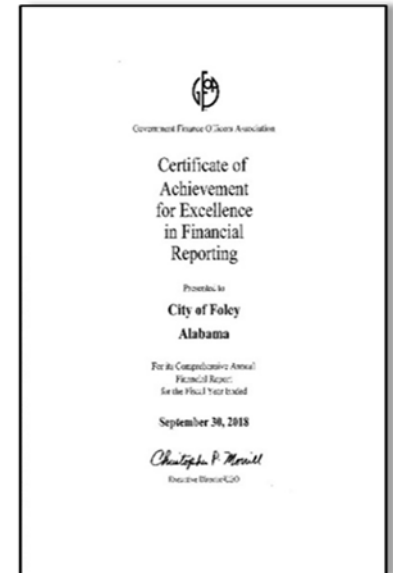 GFOA
Government Finance Officers Association
Certificate of
Achievement
for Excellence
in Financial
Reporting
Presented to
City of Foley
Alabama
For its Comprehensive Annual
Financial Report
for the Fiscal Year Ended
September 30, 2018
Christopher P. Morrill
Executive Director/CEO